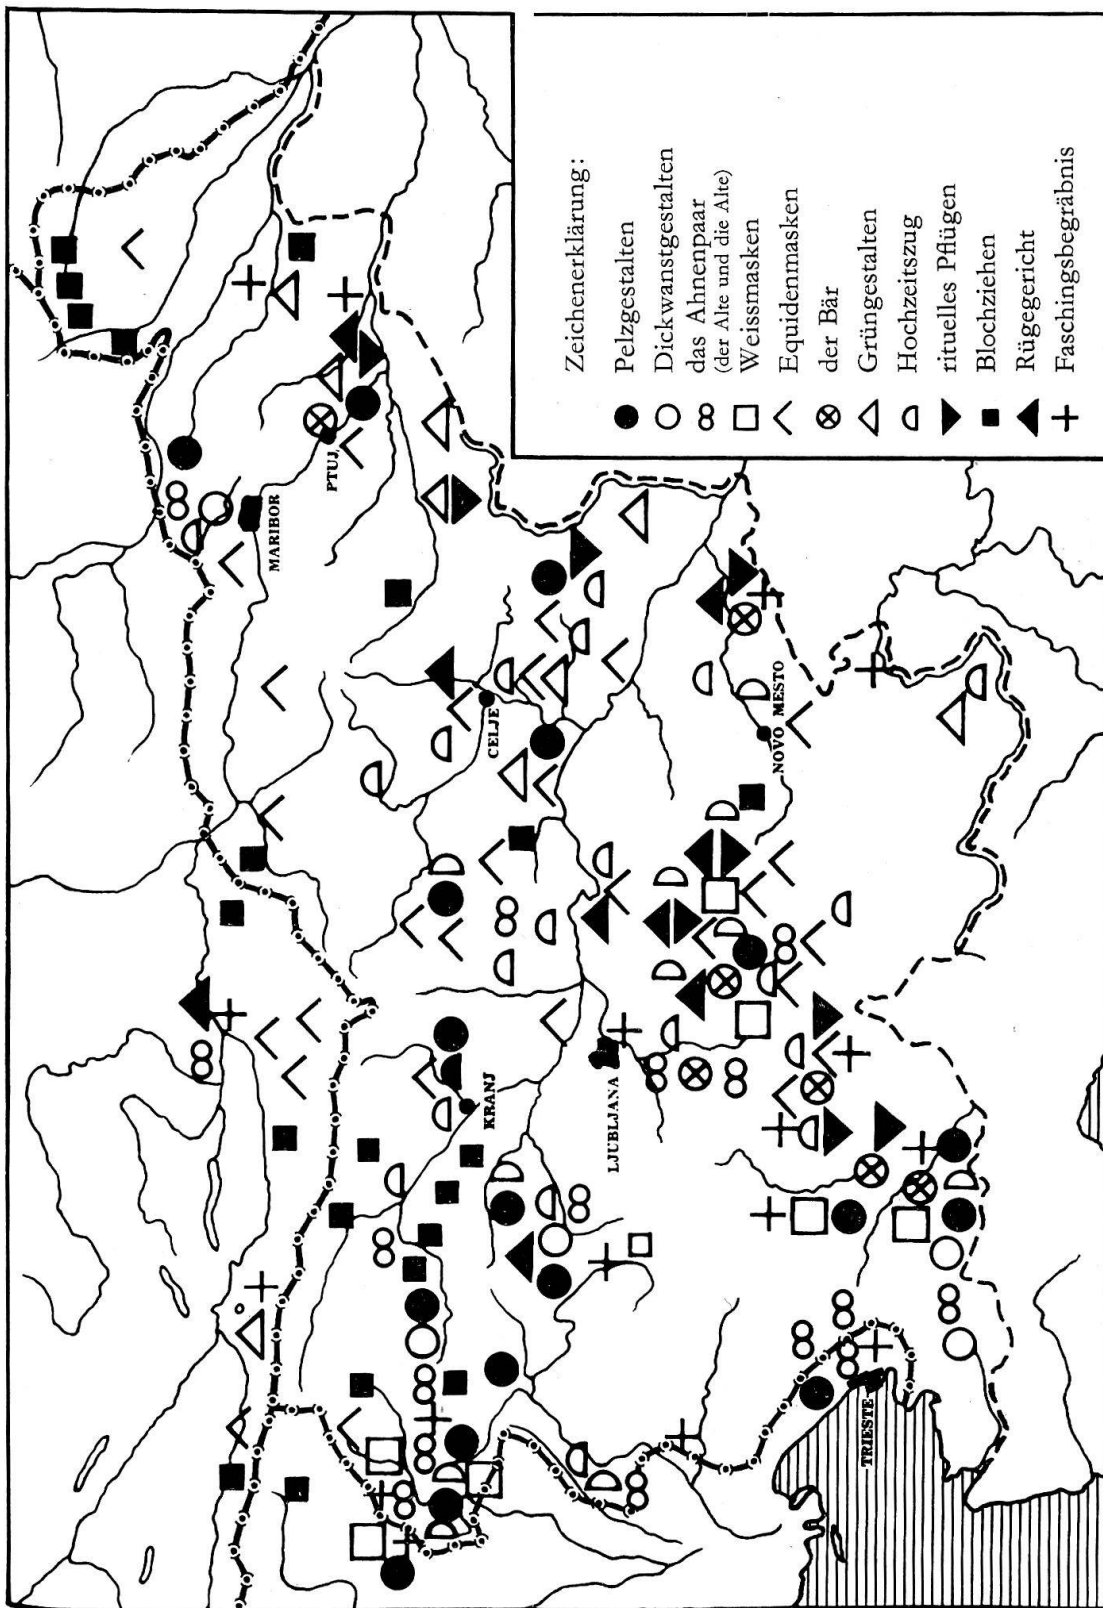 Zeichenerklärung:
Pelzgestalten
Dickwanstgestalten
das Ahnenpaar
(der Alte und die Alte)
Weissmasken
Equidenmasken
der Bär
Grüngestalten
Hochzeitszug
rituelles Pflügen
Blochziehen
Rügegericht
Faschingsbegräbnis
MARIBOR
PTUJ
CELJE
NOVO MESTO
KRANJ
LJUBLJANA
TRIESTE